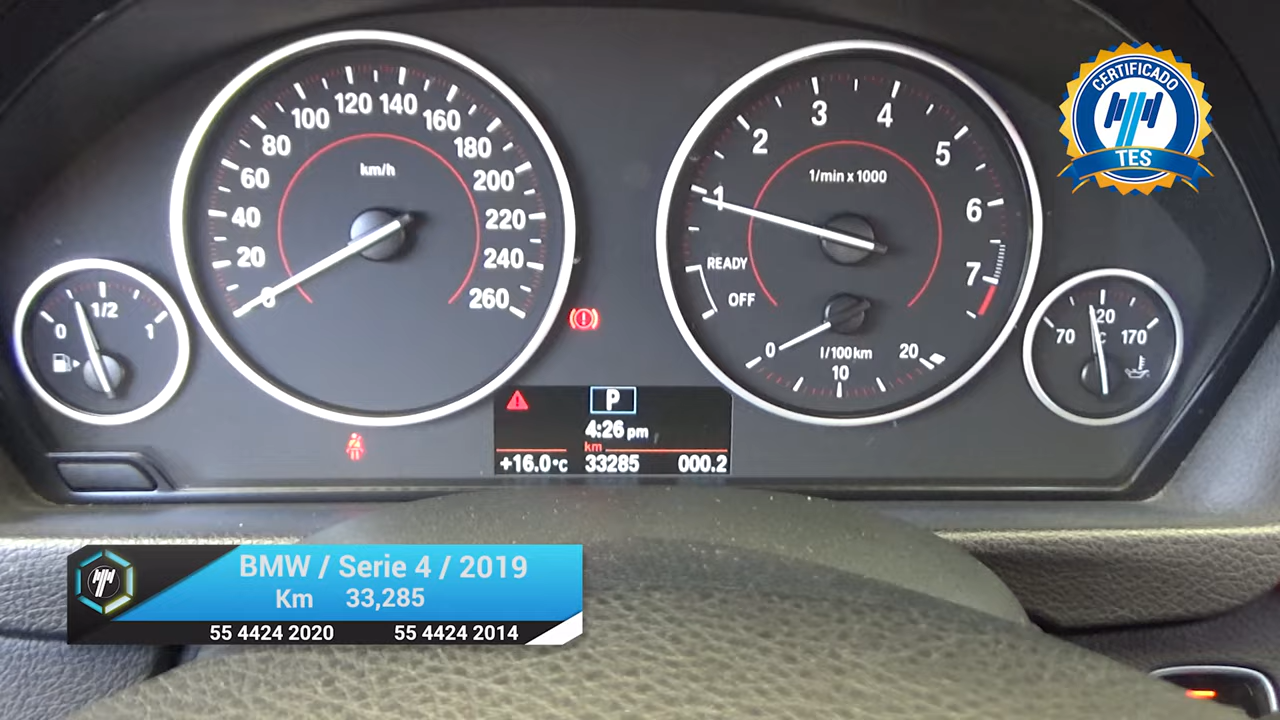 0 20 40 60 80 100 120 140 160 180 200 220 240 260
km/h
1 2 3 4 5 6 7
1/min x 1000
READY
OFF
0 10 20
l/100km
0 1/2 1
70 170
P
4:26 pm
km
+16.0°C 33285 000.2
CERTIFICADO
TES
BMW / Serie 4 / 2019
Km 33,285
55 4424 2020 55 4424 2014